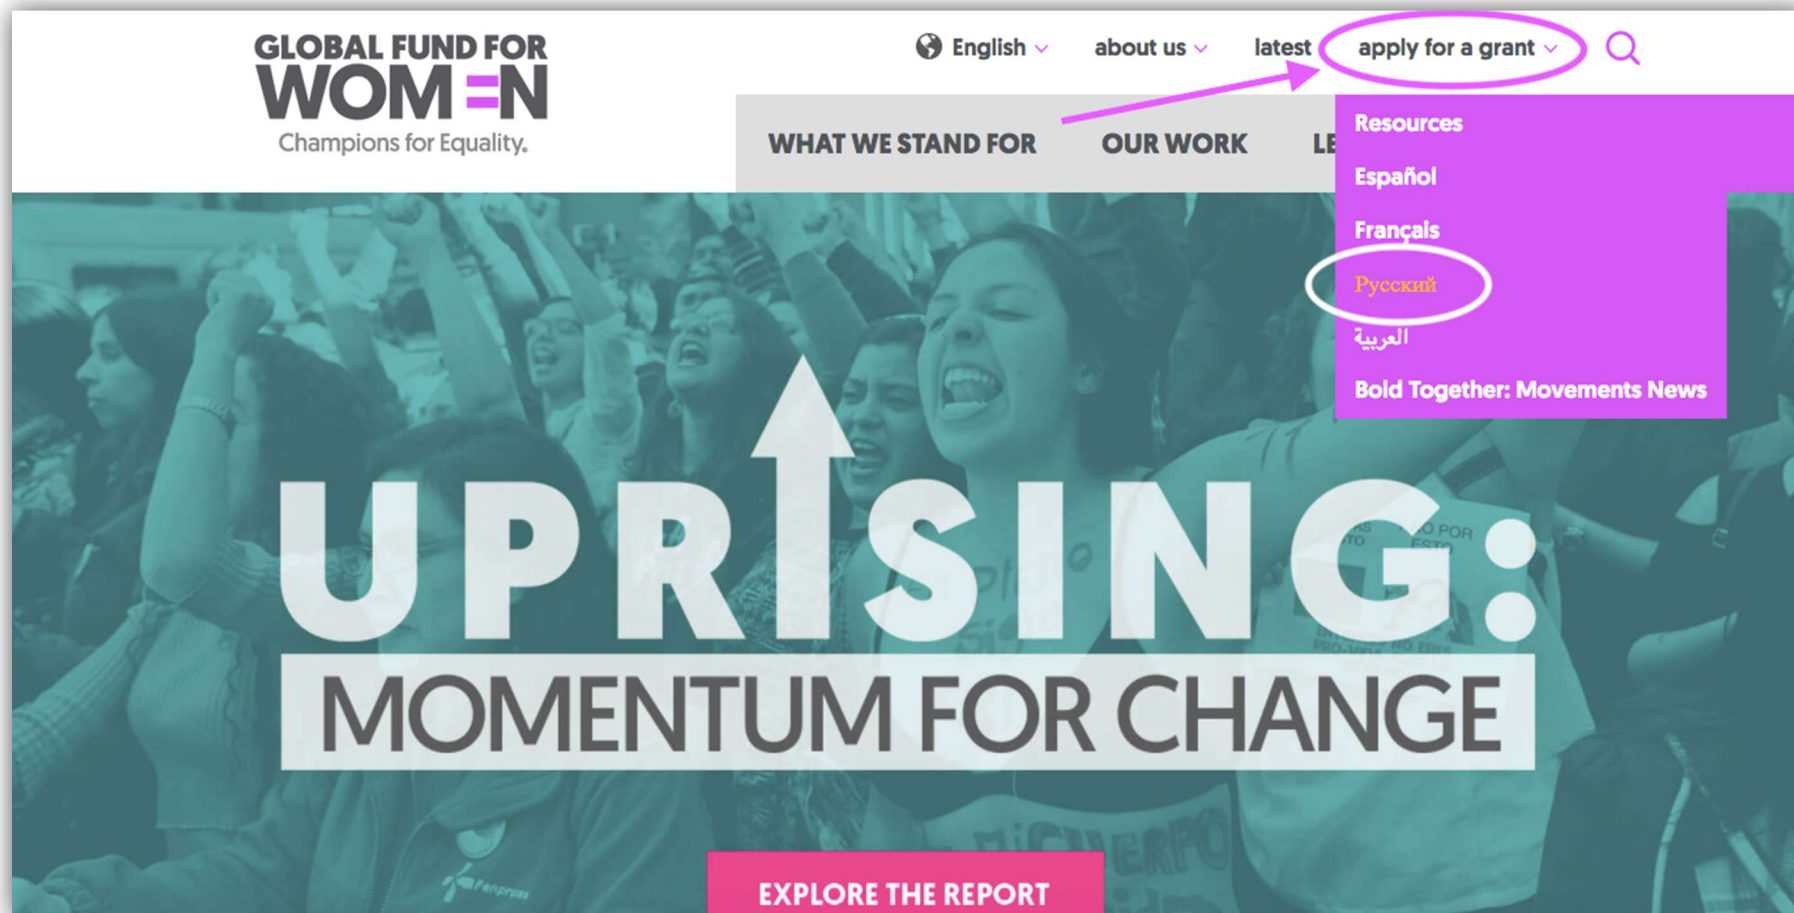 GLOBAL FUND FOR
WOMEN
Champions for Equality.
English
about us
latest
apply for a grant
WHAT WE STAND FOR
OUR WORK
Resources
Español
Français
Русский
العربية
Bold Together: Movements News
UPRISING:
MOMENTUM FOR CHANGE
EXPLORE THE REPORT